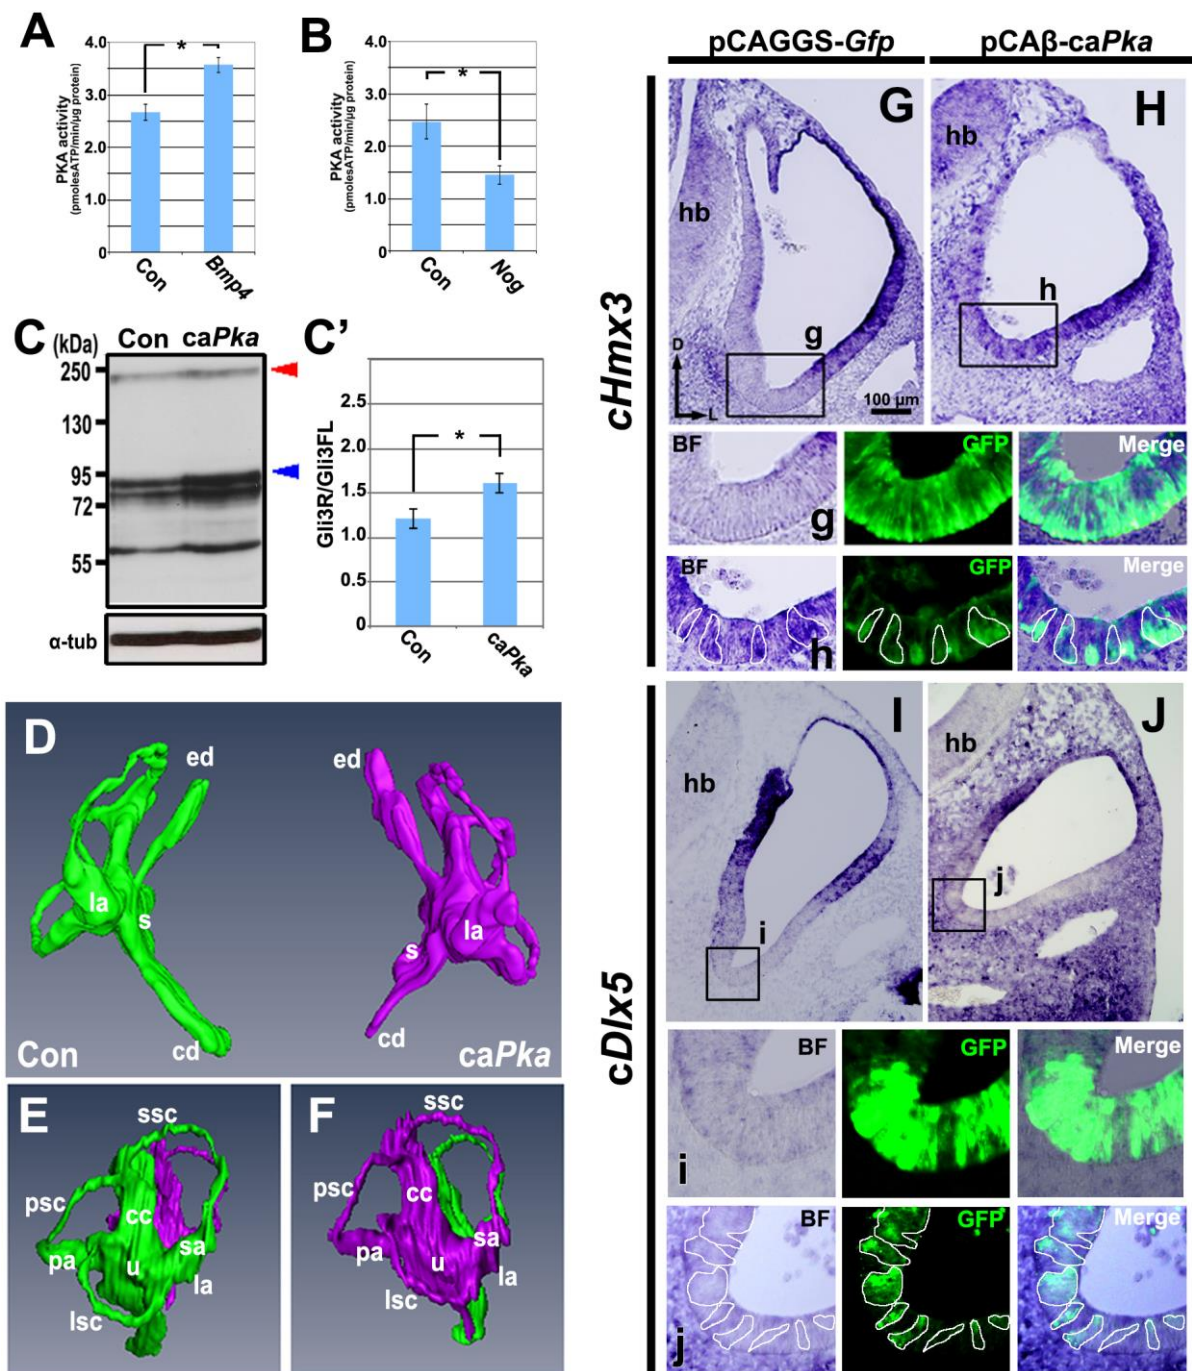 A
4.0
3.0
2.0
1.0
0
PKA activity
(pmolesATP/min/µg protein)
*
Con
Bmp4
B
4.0
3.0
2.0
1.0
0
PKA activity
(pmolesATP/min/µg protein)
*
Con
Nog
C
(kDa)
Con
caPka
250
130
95
72
55
α-tub
C'
2.5
2.0
1.5
1.0
0.5
0
Gli3R/Gli3FL
*
Con
caPka
D
ed
la
s
cd
Con
ed
s
la
cd
caPka
E
ssc
psc
cc
pa
u
sa
la
lsc
F
ssc
psc
cc
pa
u
sa
la
lsc
pCAGGS-Gfp
pCAβ-caPka
cHmx3
G
hb
g
D
L
100 µm
H
hb
h
BF
g
GFP
Merge
BF
h
GFP
Merge
cDlx5
I
hb
i
J
hb
j
BF
i
GFP
Merge
BF
j
GFP
Merge